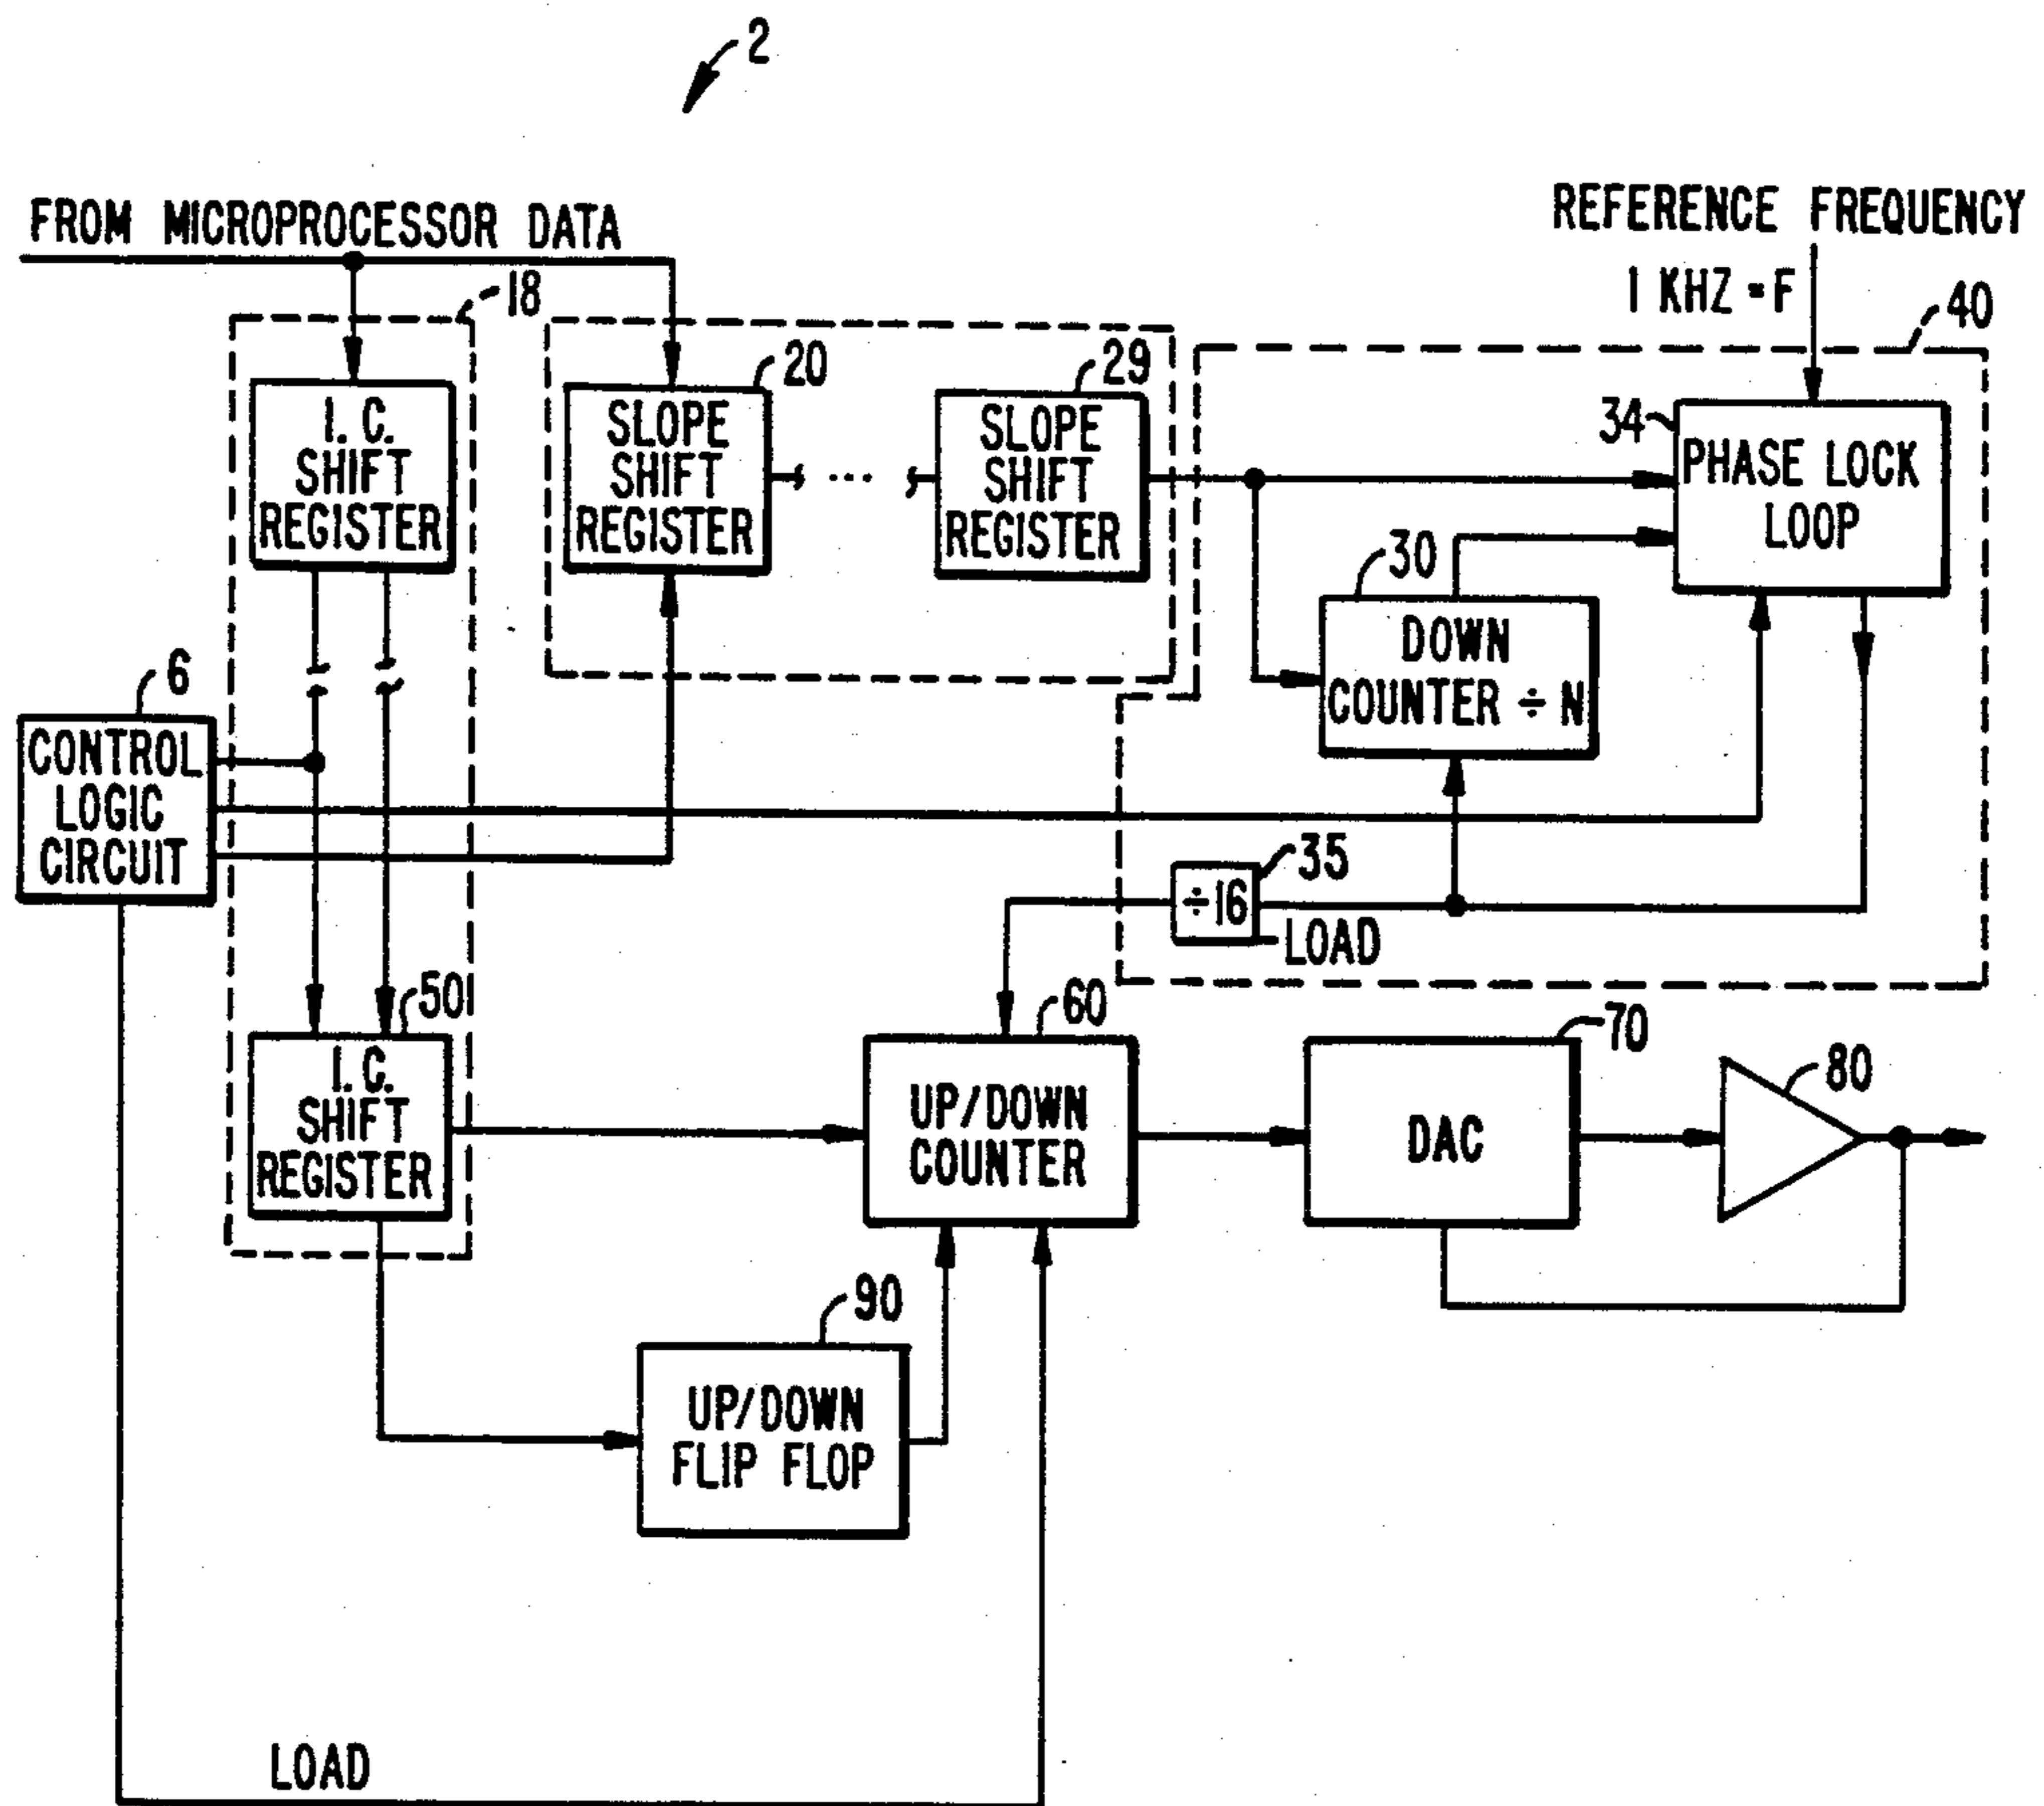 2
FROM MICROPROCESSOR DATA
REFERENCE FREQUENCY
1 KHZ = F
18
40
20
29
34
I. C.
SHIFT
REGISTER
SLOPE
SHIFT
REGISTER
...
SLOPE
SHIFT
REGISTER
PHASE LOCK
LOOP
30
DOWN
COUNTER ÷ N
6
CONTROL
LOGIC
CIRCUIT
35
÷16
LOAD
50
I. C.
SHIFT
REGISTER
60
UP/DOWN
COUNTER
70
DAC
80
90
UP/DOWN
FLIP FLOP
LOAD